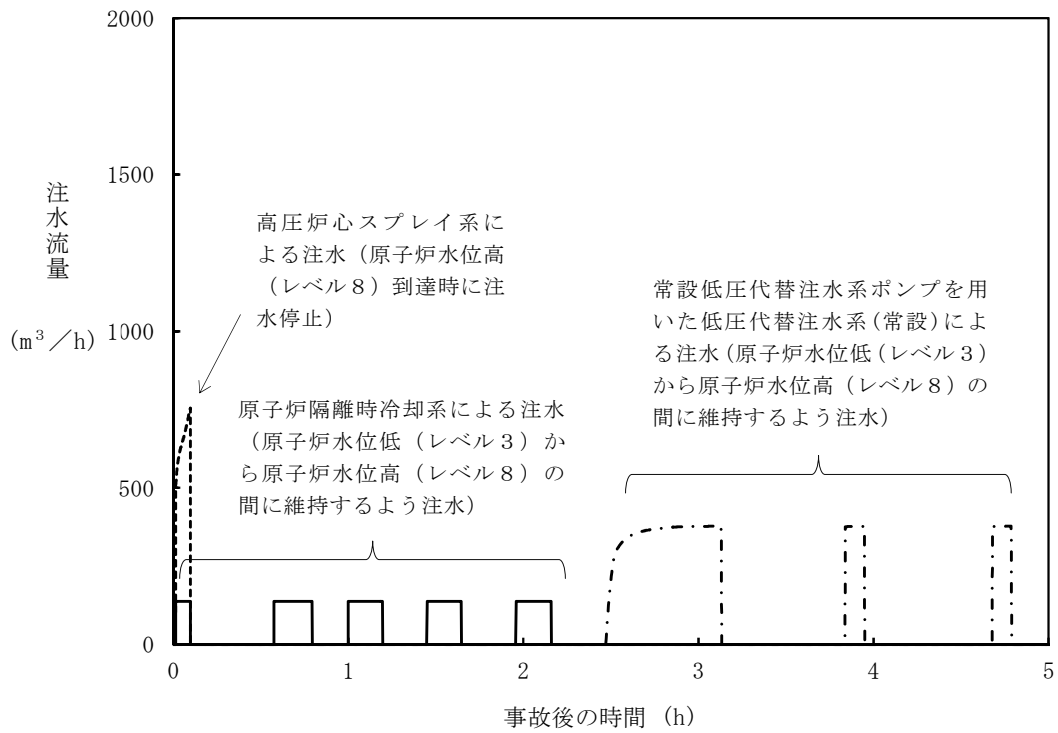 2000
1500
1000
500
0
注水流量
(m³／h)
高圧炉心スプレイ系に
よる注水（原子炉水位高
（レベル８）到達時に注
水停止）
原子炉隔離時冷却系による注水
（原子炉水位低（レベル３）か
ら原子炉水位高（レベル８）の
間に維持するよう注水）
常設低圧代替注水系ポンプを用
いた低圧代替注水系(常設)によ
る注水(原子炉水位低(レベル３)
から原子炉水位高（レベル８）の
間に維持するよう注水）
0 1 2 3 4 5
事故後の時間 (h)